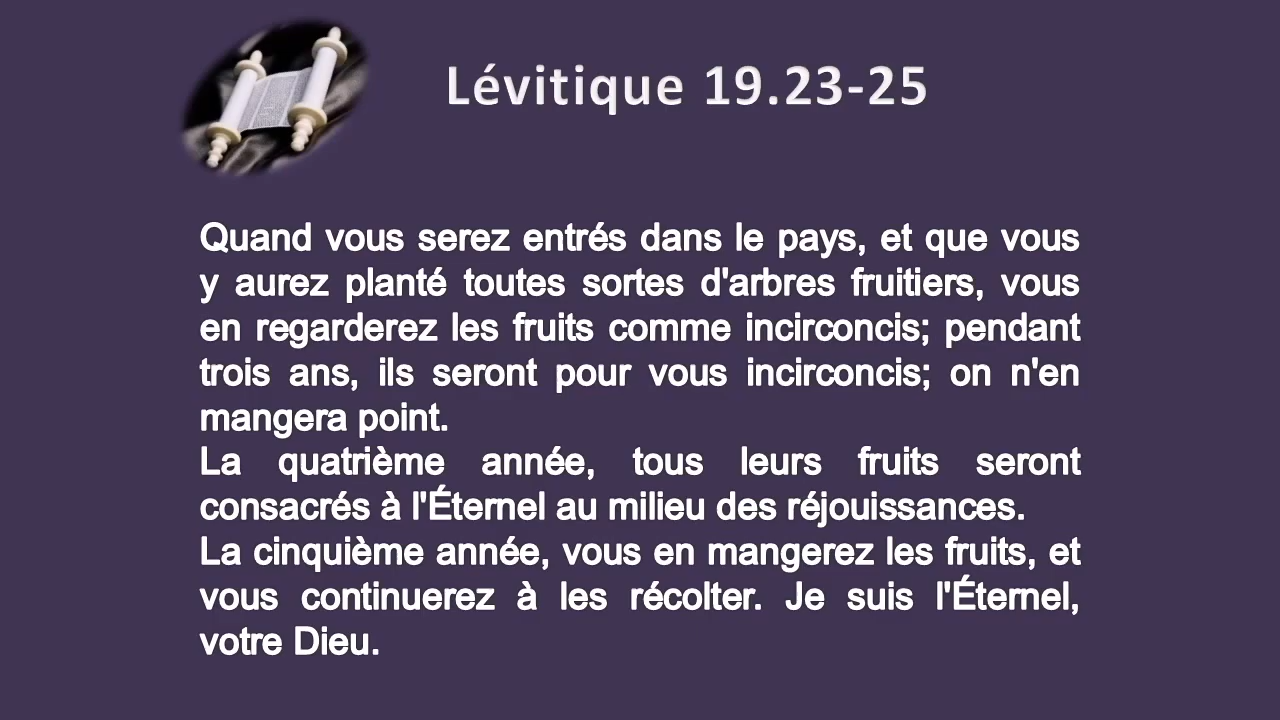 Lévitique 19.23-25
Quand vous serez entrés dans le pays, et que vous
y aurez planté toutes sortes d'arbres fruitiers, vous
en regarderez les fruits comme incirconcis; pendant
trois ans, ils seront pour vous incirconcis; on n'en
mangera point.
La quatrième année, tous leurs fruits seront
consacrés à l'Éternel au milieu des réjouissances.
La cinquième année, vous en mangerez les fruits, et
vous continuerez à les récolter. Je suis l'Éternel,
votre Dieu.